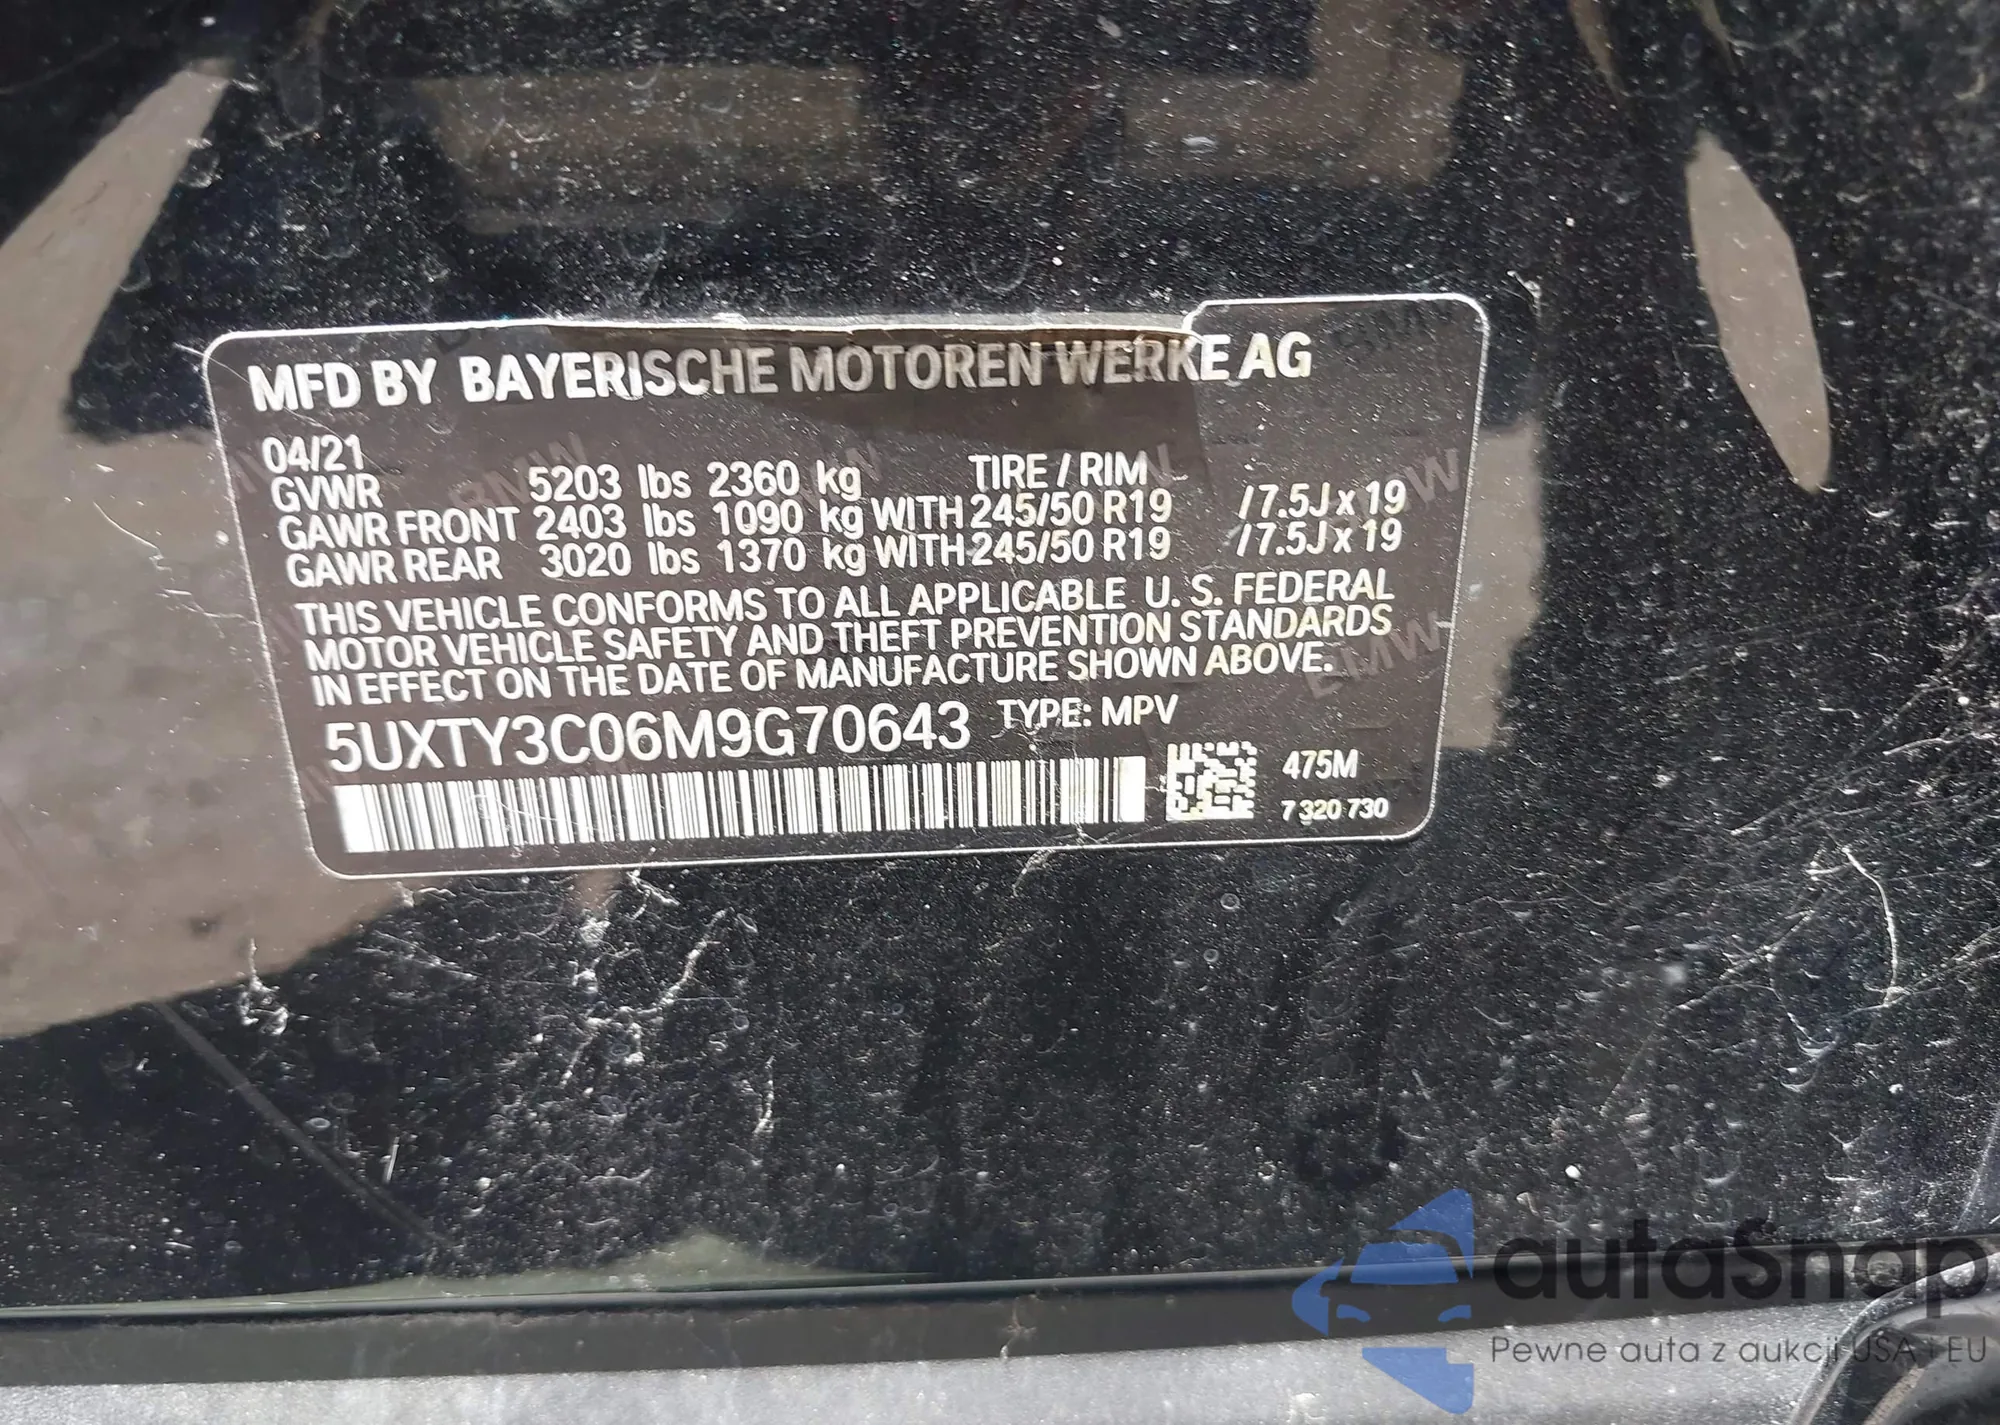 MFD BY BAYERISCHE MOTOREN WERKE AG
04/21
GVWR 5203 lbs 2360 kg TIRE / RIM
GAWR FRONT 2403 lbs 1090 kg WITH 245/50 R19 /7.5J x 19
GAWR REAR 3020 lbs 1370 kg WITH 245/50 R19 /7.5J x 19
THIS VEHICLE CONFORMS TO ALL APPLICABLE U. S. FEDERAL
MOTOR VEHICLE SAFETY AND THEFT PREVENTION STANDARDS
IN EFFECT ON THE DATE OF MANUFACTURE SHOWN ABOVE.
5UXTY3C06M9G70643 TYPE: MPV
475M
7 320 730
autaSnap
Pewne auta z aukcji USA i EU